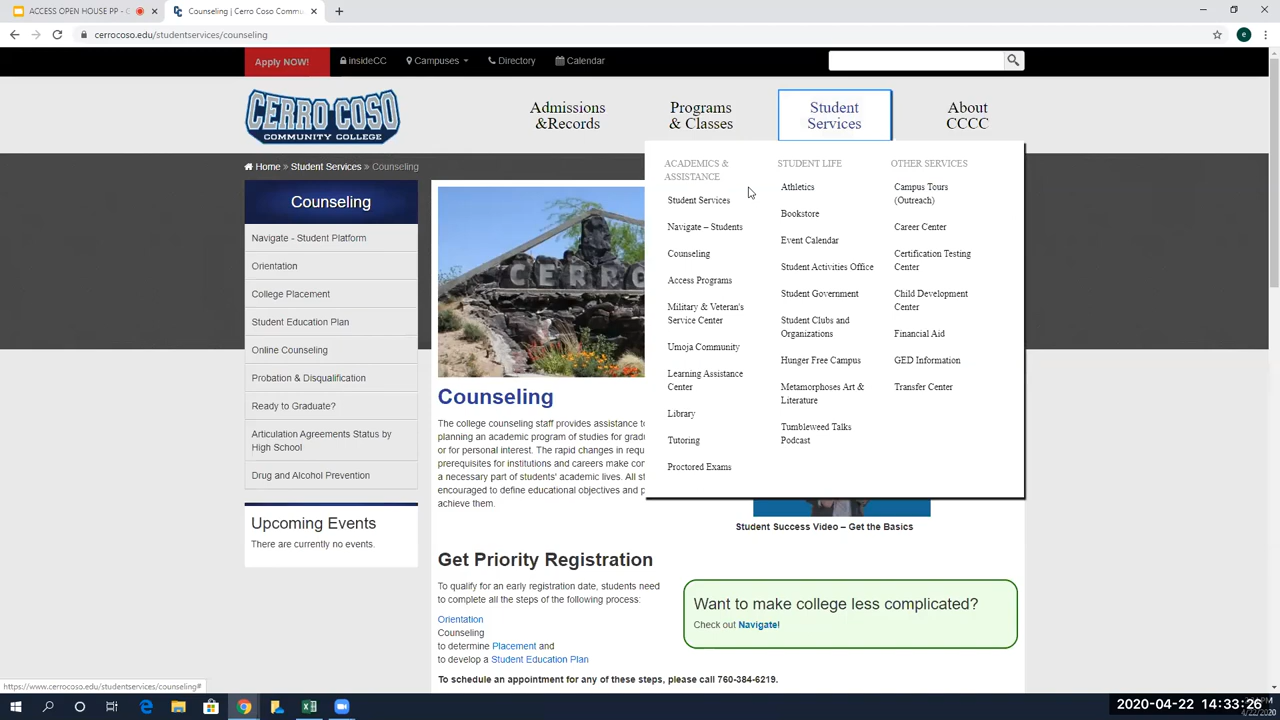 ACCESS OPEN HOUSE PP - G
Counseling | Cerro Coso Commu
cerrocoso.edu/studentservices/counseling
e
Apply NOW!
insideCC
Campuses
Directory
Calendar
CERRO COSO
COMMUNITY COLLEGE
Admissions
&Records
Programs
& Classes
Student
Services
About
CCCC
Home » Student Services » Counseling
Counseling
Navigate - Student Platform
Orientation
College Placement
Student Education Plan
Online Counseling
Probation & Disqualification
Ready to Graduate?
Articulation Agreements Status by
High School
Drug and Alcohol Prevention
Upcoming Events
There are currently no events.
CERRO
ACADEMICS &
ASSISTANCE
Student Services
Navigate – Students
Counseling
Access Programs
Military & Veteran's
Service Center
Umoja Community
Learning Assistance
Center
Library
Tutoring
Proctored Exams
STUDENT LIFE
Athletics
Bookstore
Event Calendar
Student Activities Office
Student Government
Student Clubs and
Organizations
Hunger Free Campus
Metamorphoses Art &
Literature
Tumbleweed Talks
Podcast
OTHER SERVICES
Campus Tours
(Outreach)
Career Center
Certification Testing
Center
Child Development
Center
Financial Aid
GED Information
Transfer Center
Counseling
The college counseling staff provides assistance to
planning an academic program of studies for gradu
or for personal interest. The rapid changes in requ
prerequisites for institutions and careers make con
a necessary part of students' academic lives. All st
encouraged to define educational objectives and p
achieve them.
Student Success Video – Get the Basics
Get Priority Registration
To qualify for an early registration date, students need
to complete all the steps of the following process:
Orientation
Counseling
to determine Placement and
to develop a Student Education Plan
To schedule an appointment for any of these steps, please call 760-384-6219.
Want to make college less complicated?
Check out Navigate!
https://www.cerrocoso.edu/studentservices/counseling#
2020-04-22 14:33:26
4/22/2020